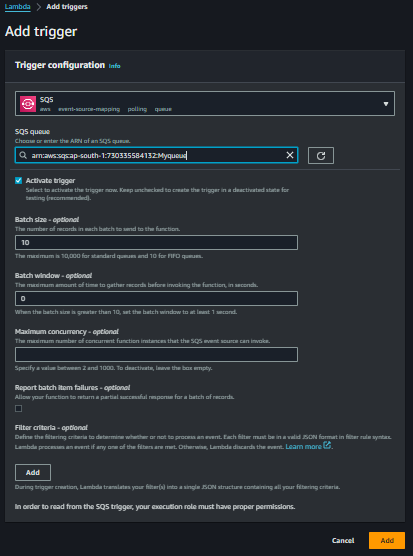 Lambda > Add triggers
Add trigger
Trigger configuration Info
SQS
aws event-source-mapping polling queue
SQS queue
Choose or enter the ARN of an SQS queue.
arn:aws:sqs:ap-south-1:730335584132:Myqueue
Activate trigger
Select to activate the trigger now. Keep unchecked to create the trigger in a deactivated state for
testing (recommended).
Batch size - optional
The number of records in each batch to send to the function.
10
The maximum is 10,000 for standard queues and 10 for FIFO queues.
Batch window - optional
The maximum amount of time to gather records before invoking the function, in seconds.
0
When the batch size is greater than 10, set the batch window to at least 1 second.
Maximum concurrency - optional
The maximum number of concurrent function instances that the SQS event source can invoke.
Specify a value between 2 and 1000. To deactivate, leave the box empty.
Report batch item failures - optional
Allow your function to return a partial successful response for a batch of records.
Filter criteria - optional
Define the filtering criteria to determine whether or not to process an event. Each filter must be in a valid JSON format in filter rule syntax.
Lambda processes an event if any one of the filters are met. Otherwise, Lambda discards the event. Learn more
Add
During trigger creation, Lambda translates your filter(s) into a single JSON structure containing all your filtering criteria.
In order to read from the SQS trigger, your execution role must have proper permissions.
Cancel Add